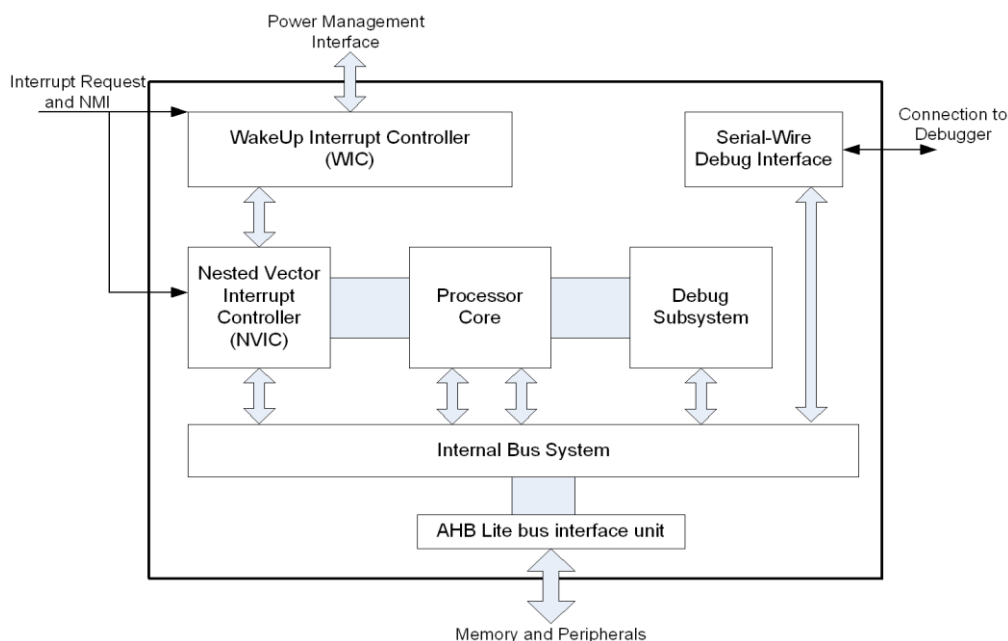 Power Management
Interface
Interrupt Request
and NMI
WakeUp Interrupt Controller
(WIC)
Serial-Wire
Debug Interface
Connection to
Debugger
Nested Vector
Interrupt
Controller
(NVIC)
Processor
Core
Debug
Subsystem
Internal Bus System
AHB Lite bus interface unit
Memory and Peripherals